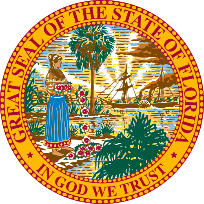 GREAT SEAL OF THE STATE OF FLORIDA
IN GOD WE TRUST